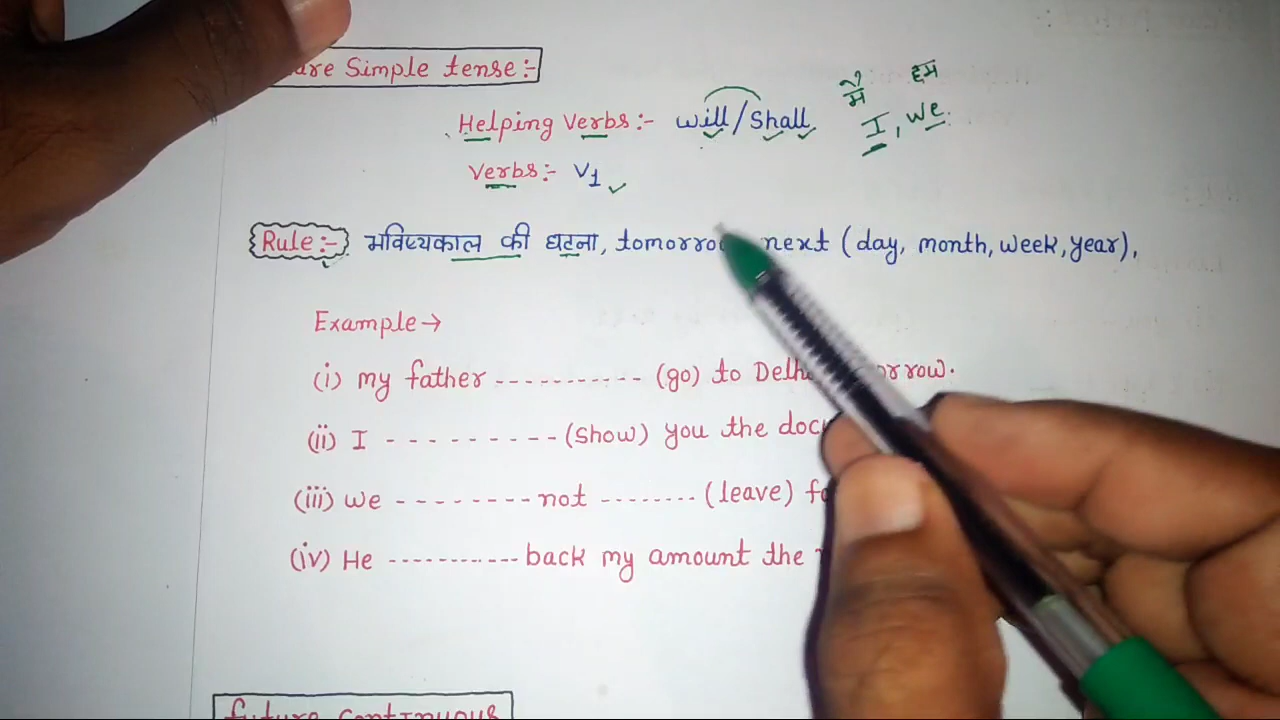 Simple tense:-
मैं हम
Helping Verbs:- will/Shall I, we
Verbs:- V1
Rule:- भविष्यकाल की घटना, next (day, month, week, year),
Example→
(i) my father ----------- (go) to
(ii) I --------- (Show) you the
(iii) we -------- not -------- (leave)
(iv) He ----------- back my amount the
future continuous